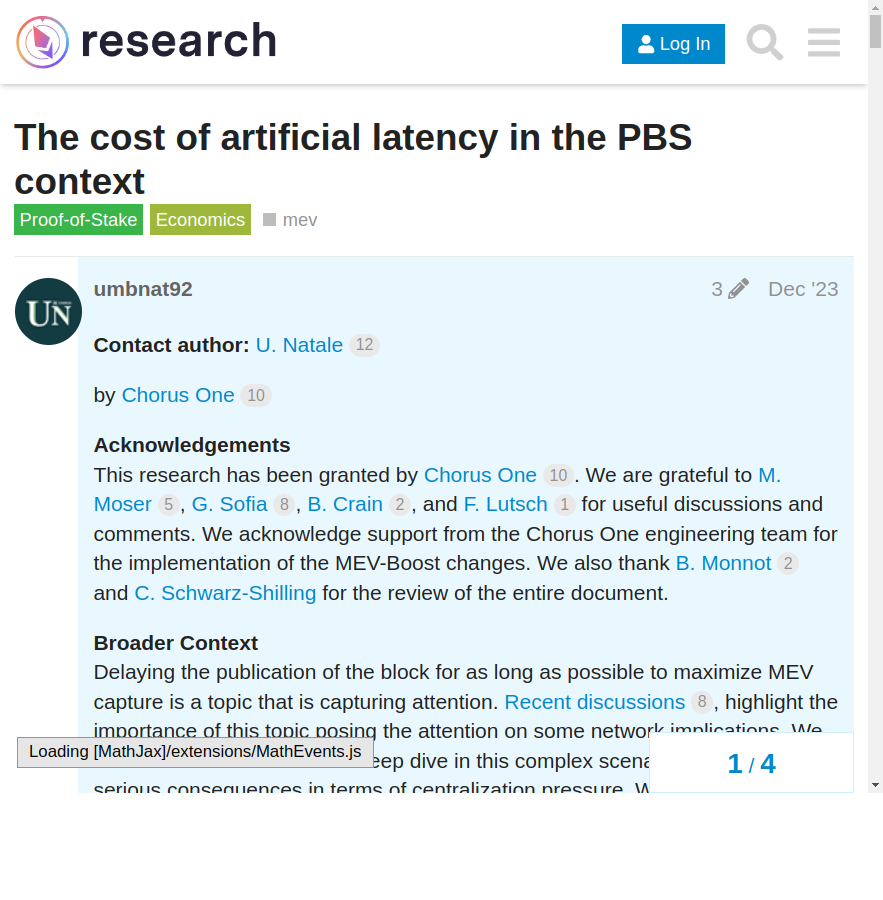 research
Log In
The cost of artificial latency in the PBS
context
Proof-of-Stake Economics mev
umbnat92 3 Dec '23
Contact author: U. Natale 12
by Chorus One 10
Acknowledgements
This research has been granted by Chorus One 10. We are grateful to M.
Moser 5, G. Sofia 8, B. Crain 2, and F. Lutsch 1 for useful discussions and
comments. We acknowledge support from the Chorus One engineering team for
the implementation of the MEV-Boost changes. We also thank B. Monnot 2
and C. Schwarz-Shilling for the review of the entire document.
Broader Context
Delaying the publication of the block for as long as possible to maximize MEV
capture is a topic that is capturing attention. Recent discussions 8, highlight the
importance of this topic posing the attention on some network implications. We
Loading [MathJax]/extensions/MathEvents.js
eep dive in this complex
serious consequences in terms of centralization pressure.
1 / 4